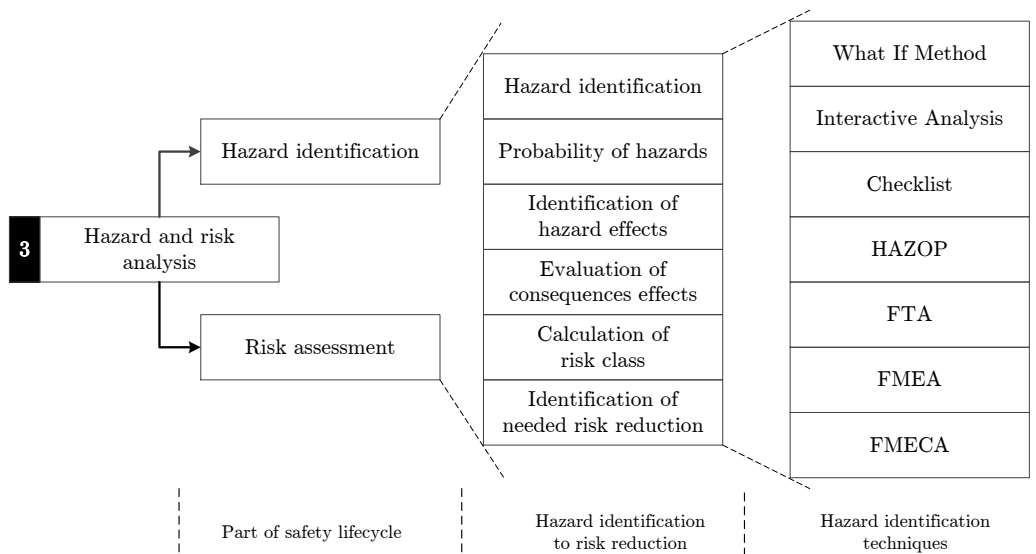 3
Hazard and risk
analysis
Hazard identification
Risk assessment
Hazard identification
Probability of hazards
Identification of
hazard effects
Evaluation of
consequences effects
Calculation of
risk class
Identification of
needed risk reduction
What If Method
Interactive Analysis
Checklist
HAZOP
FTA
FMEA
FMECA
Part of safety lifecycle
Hazard identification
to risk reduction
Hazard identification
techniques